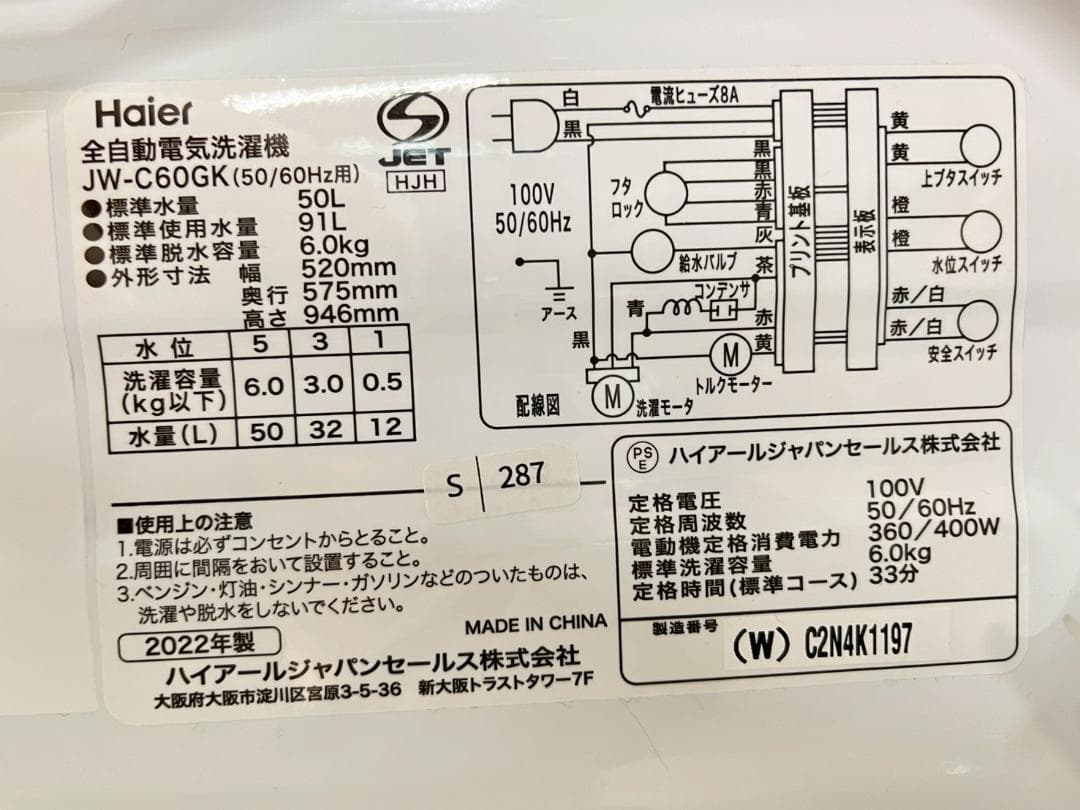 Haier
全自動電気洗濯機
JW-C60GK(50/60Hz用)
JET
HJH
●標準水量 50L
●標準使用水量 91L
●標準脱水容量 6.0kg
●外形寸法 幅 520mm
奥行 575mm
高さ 946mm
水位 5 3 1
洗濯容量(kg以下) 6.0 3.0 0.5
水量(L) 50 32 12
白 電流ヒューズ8A
黒
100V
50/60Hz
アース
フタロック
黒
黒
赤
青
灰
給水バルブ
茶
コンデンサ
青
赤
黒
黄
M
トルクモーター
M
洗濯モータ
配線図
プリント基板
表示板
黄
黄
上ブタスイッチ
橙
橙
水位スイッチ
赤/白
赤/白
安全スイッチ
S 287
■使用上の注意
1.電源は必ずコンセントからとること。
2.周囲に間隔をおいて設置すること。
3.ベンジン・灯油・シンナー・ガソリンなどのついたものは、
洗濯や脱水をしないでください。
MADE IN CHINA
2022年製
ハイアールジャパンセールス株式会社
大阪府大阪市淀川区宮原3-5-36 新大阪トラストタワー7F
PSE ハイアールジャパンセールス株式会社
定格電圧 100V
定格周波数 50/60Hz
電動機定格消費電力 360/400W
標準洗濯容量 6.0kg
定格時間(標準コース) 33分
製造番号 (W) C2N4K1197